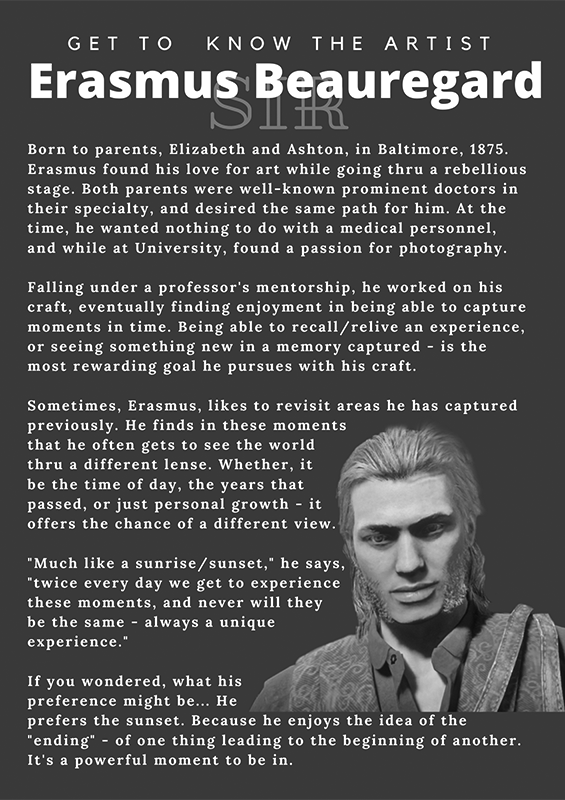 GET TO KNOW THE ARTIST
Erasmus Beauregard
SIR
Born to parents, Elizabeth and Ashton, in Baltimore, 1875.
Erasmus found his love for art while going thru a rebellious
stage. Both parents were well-known prominent doctors in
their specialty, and desired the same path for him. At the
time, he wanted nothing to do with a medical personnel,
and while at University, found a passion for photography.
Falling under a professor's mentorship, he worked on his
craft, eventually finding enjoyment in being able to capture
moments in time. Being able to recall/relive an experience,
or seeing something new in a memory captured - is the
most rewarding goal he pursues with his craft.
Sometimes, Erasmus, likes to revisit areas he has captured
previously. He finds in these moments
that he often gets to see the world
thru a different lense. Whether, it
be the time of day, the years that
passed, or just personal growth - it
offers the chance of a different view.
"Much like a sunrise/sunset," he says,
"twice every day we get to experience
these moments, and never will they
be the same - always a unique
experience."
If you wondered, what his
preference might be... He
prefers the sunset. Because he enjoys the idea of the
"ending" - of one thing leading to the beginning of another.
It's a powerful moment to be in.